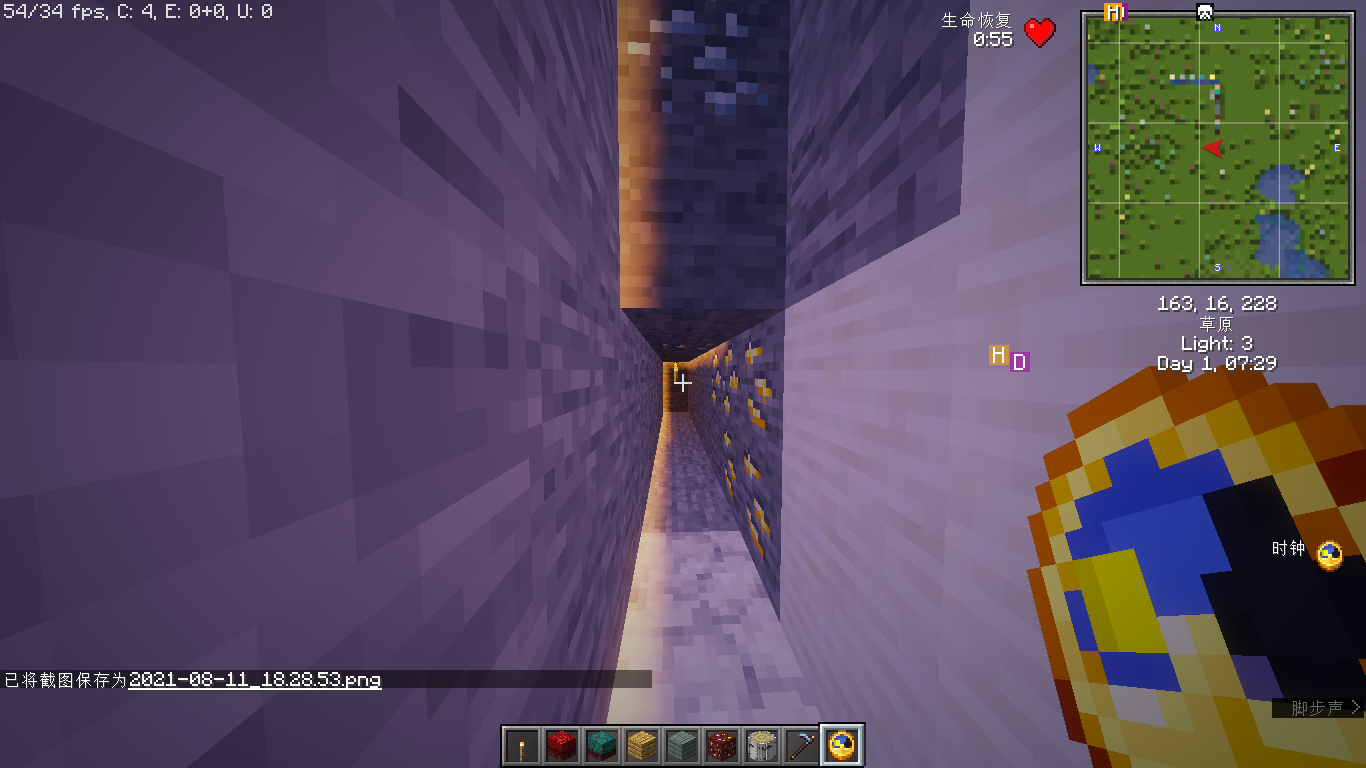 54/34 fps, C: 4, E: 0+0, U: 0
生命恢复
0:55
H
N
W
E
S
163, 16, 228
草原
Light: 3
Day 1, 07:29
H
D
时钟
已将截图保存为2021-08-11_18.28.53.png
脚步声 >